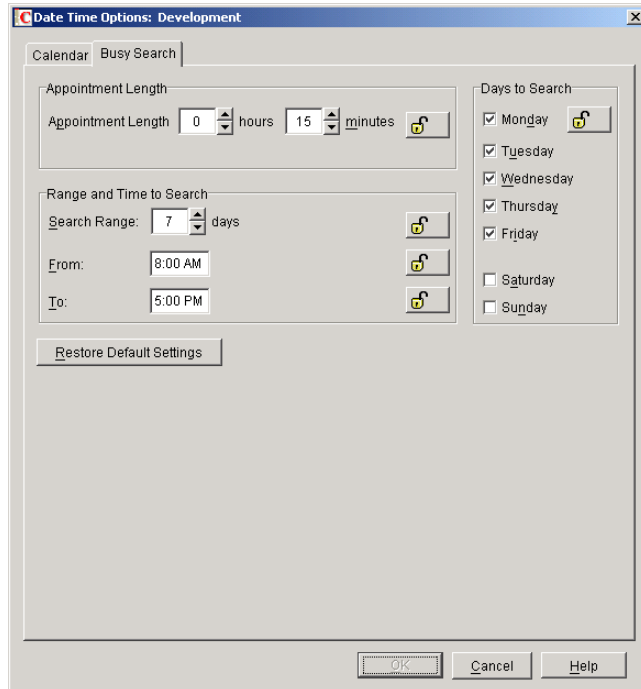 Date Time Options: Development
Calendar
Busy Search
Appointment Length
Appointment Length 0 hours 15 minutes
Range and Time to Search
Search Range: 7 days
From: 8:00 AM
To: 5:00 PM
Days to Search
Monday
Tuesday
Wednesday
Thursday
Friday
Saturday
Sunday
Restore Default Settings
OK Cancel Help